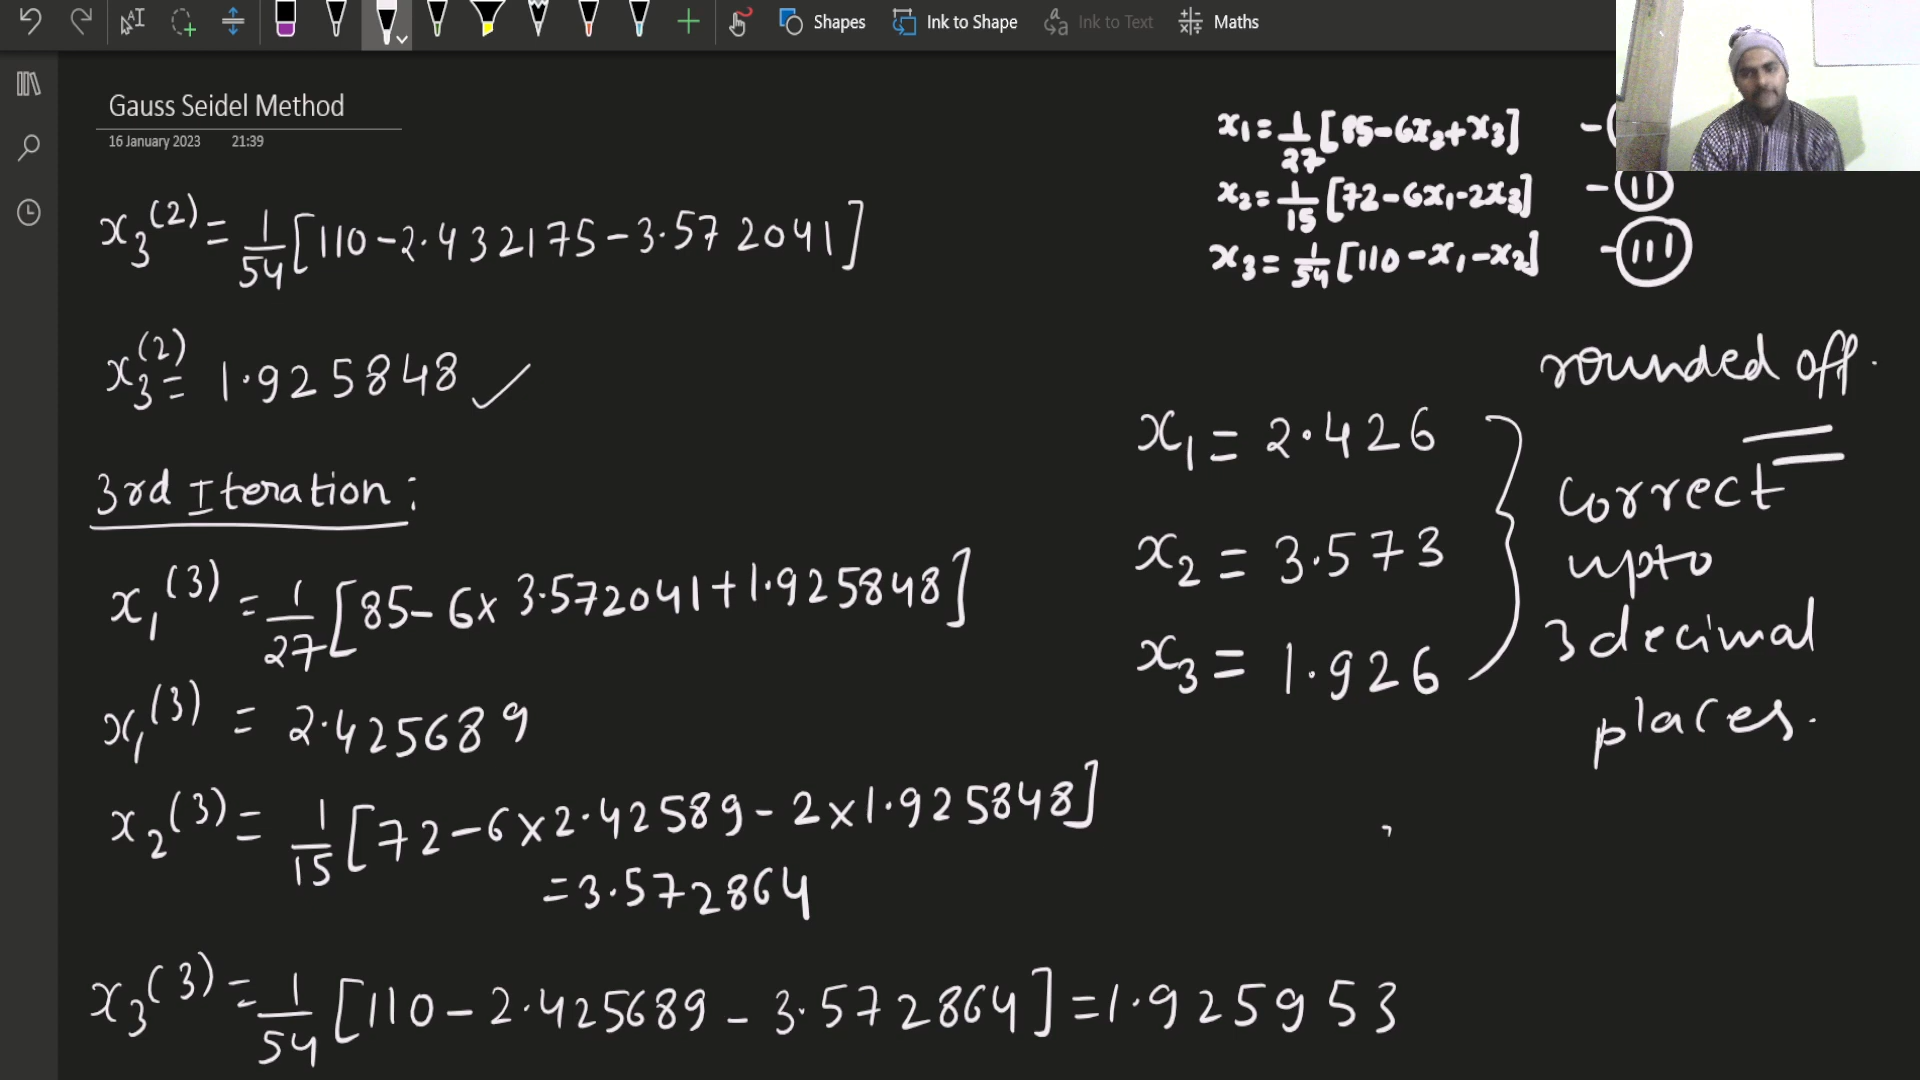 Shapes
Ink to Shape
Ink to Text
Maths
Gauss Seidel Method
16 January 2023 21:39
x₁ = 1/27 [85-6x₂+x₃] -
x₂ = 1/15 [72-6x₁-2x₃] - (II)
x₃ = 1/54 [110-x₁-x₂] - (III)
x₃⁽²⁾ = 1/54 [110-2.432175-3.572041]
x₃⁽²⁾ = 1.925848 ✓
3rd Iteration:
x₁⁽³⁾ = 1/27 [85-6x 3.572041+1.925848]
x₁⁽³⁾ = 2.425689
x₂⁽³⁾ = 1/15 [72-6x2.42589-2x1.925848]
=3.572864
x₃⁽³⁾ = 1/54 [110-2.425689-3.572864] =1.925953
x₁ = 2.426
x₂ = 3.573
x₃ = 1.926
rounded off.
correct
upto
3 decimal
places.